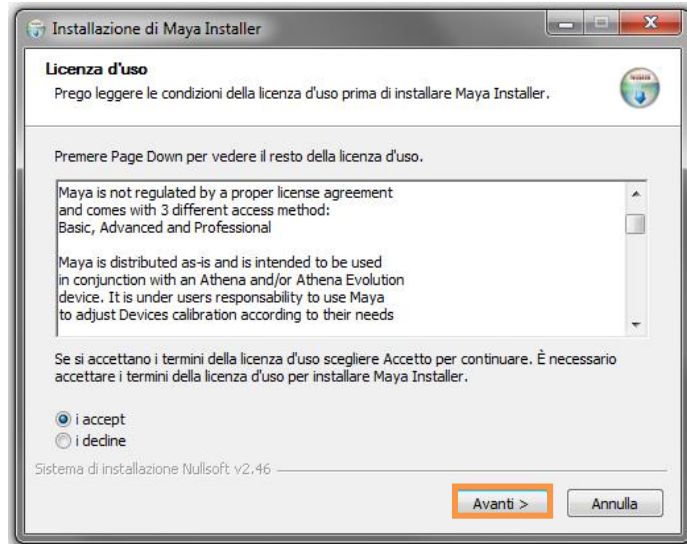 Installazione di Maya Installer
Licenza d'uso
Prego leggere le condizioni della licenza d'uso prima di installare Maya Installer.
Premere Page Down per vedere il resto della licenza d'uso.
Maya is not regulated by a proper license agreement
and comes with 3 different access method:
Basic, Advanced and Professional
Maya is distributed as-is and is intended to be used
in conjunction with an Athena and/or Athena Evolution
device. It is under users responsability to use Maya
to adjust Devices calibration according to their needs
Se si accettano i termini della licenza d'uso scegliere Accetto per continuare. È necessario
accettare i termini della licenza d'uso per installare Maya Installer.
i accept
i decline
Sistema di installazione Nullsoft v2.46
Avanti >
Annulla